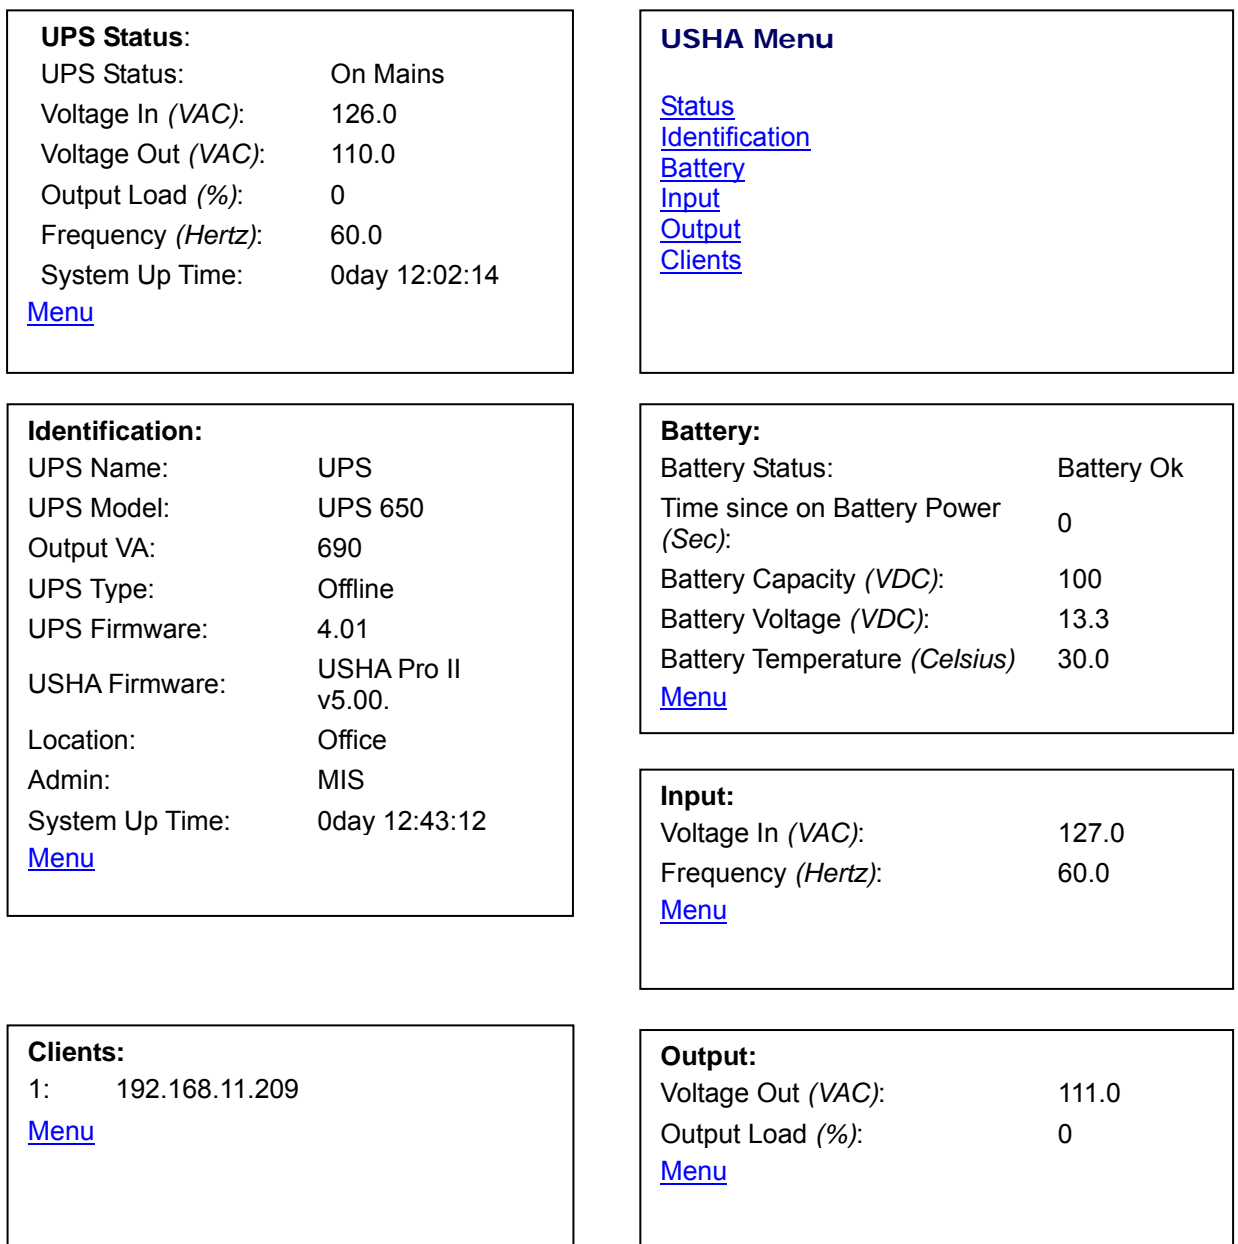 UPS Status:
UPS Status: On Mains
Voltage In (VAC): 126.0
Voltage Out (VAC): 110.0
Output Load (%): 0
Frequency (Hertz): 60.0
System Up Time: 0day 12:02:14
Menu
USHA Menu
Status
Identification
Battery
Input
Output
Clients
Identification:
UPS Name: UPS
UPS Model: UPS 650
Output VA: 690
UPS Type: Offline
UPS Firmware: 4.01
USHA Firmware: USHA Pro II
v5.00.
Location: Office
Admin: MIS
System Up Time: 0day 12:43:12
Menu
Battery:
Battery Status: Battery Ok
Time since on Battery Power
(Sec): 0
Battery Capacity (VDC): 100
Battery Voltage (VDC): 13.3
Battery Temperature (Celsius) 30.0
Menu
Input:
Voltage In (VAC): 127.0
Frequency (Hertz): 60.0
Menu
Clients:
1: 192.168.11.209
Menu
Output:
Voltage Out (VAC): 111.0
Output Load (%): 0
Menu